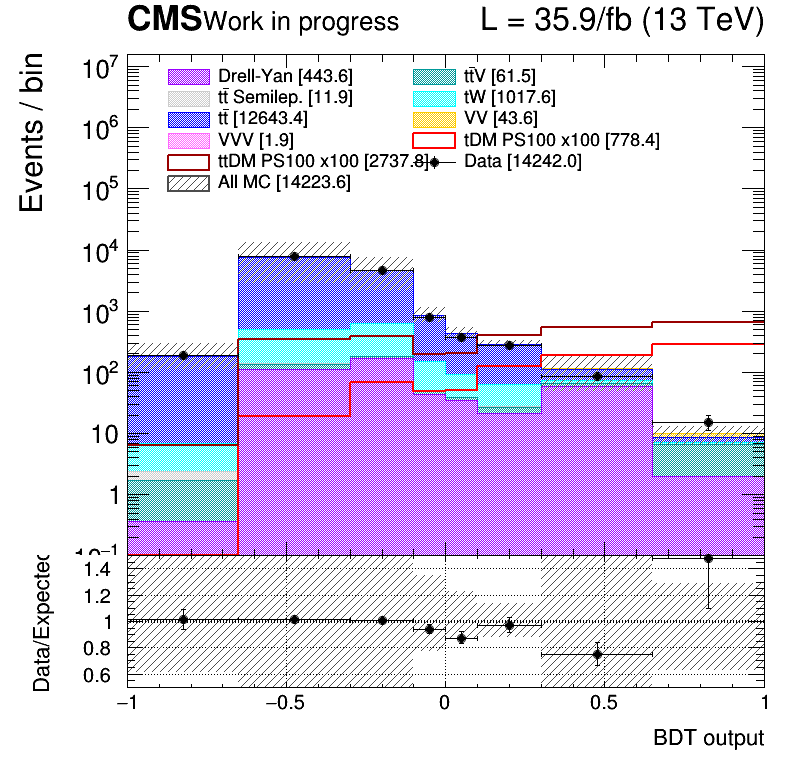 CMS Work in progress L = 35.9/fb (13 TeV)
Events / bin
10⁷
10⁶
10⁵
10⁴
10³
10²
10
1
10⁻¹
Drell-Yan [443.6] tt̄V [61.5]
tt̄ Semilep. [11.9] tW [1017.6]
tt̄ [12643.4] VV [43.6]
VVV [1.9] tDM PS100 x100 [778.4]
ttDM PS100 x100 [2737.8] Data [14242.0]
All MC [14223.6]
Data/Expected
1.4
1.2
1
0.8
0.6
−1 −0.5 0 0.5 1
BDT output